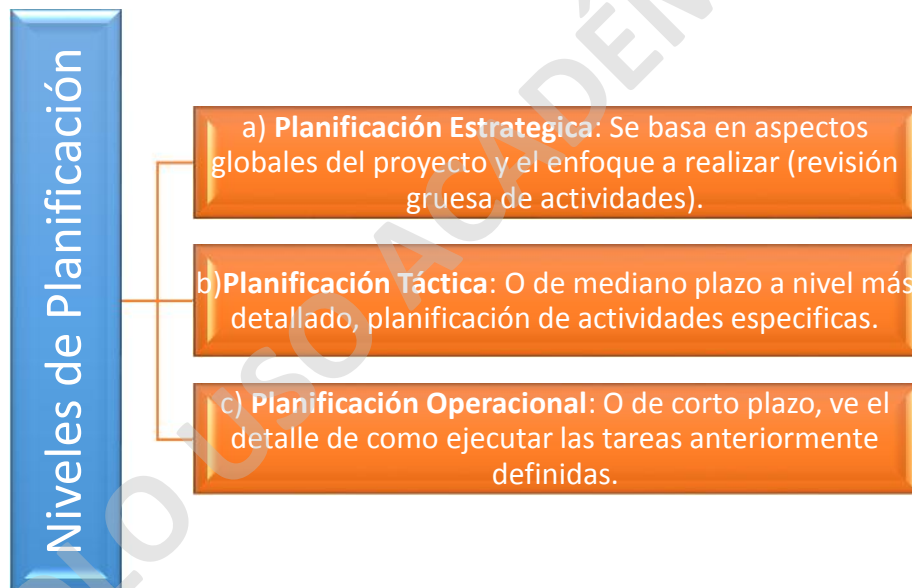 Niveles de Planificación
a) Planificación Estrategica: Se basa en aspectos
globales del proyecto y el enfoque a realizar (revisión
gruesa de actividades).
b)Planificación Táctica: O de mediano plazo a nivel más
detallado, planificación de actividades especificas.
c) Planificación Operacional: O de corto plazo, ve el
detalle de como ejecutar las tareas anteriormente
definidas.
USO ACADÉM